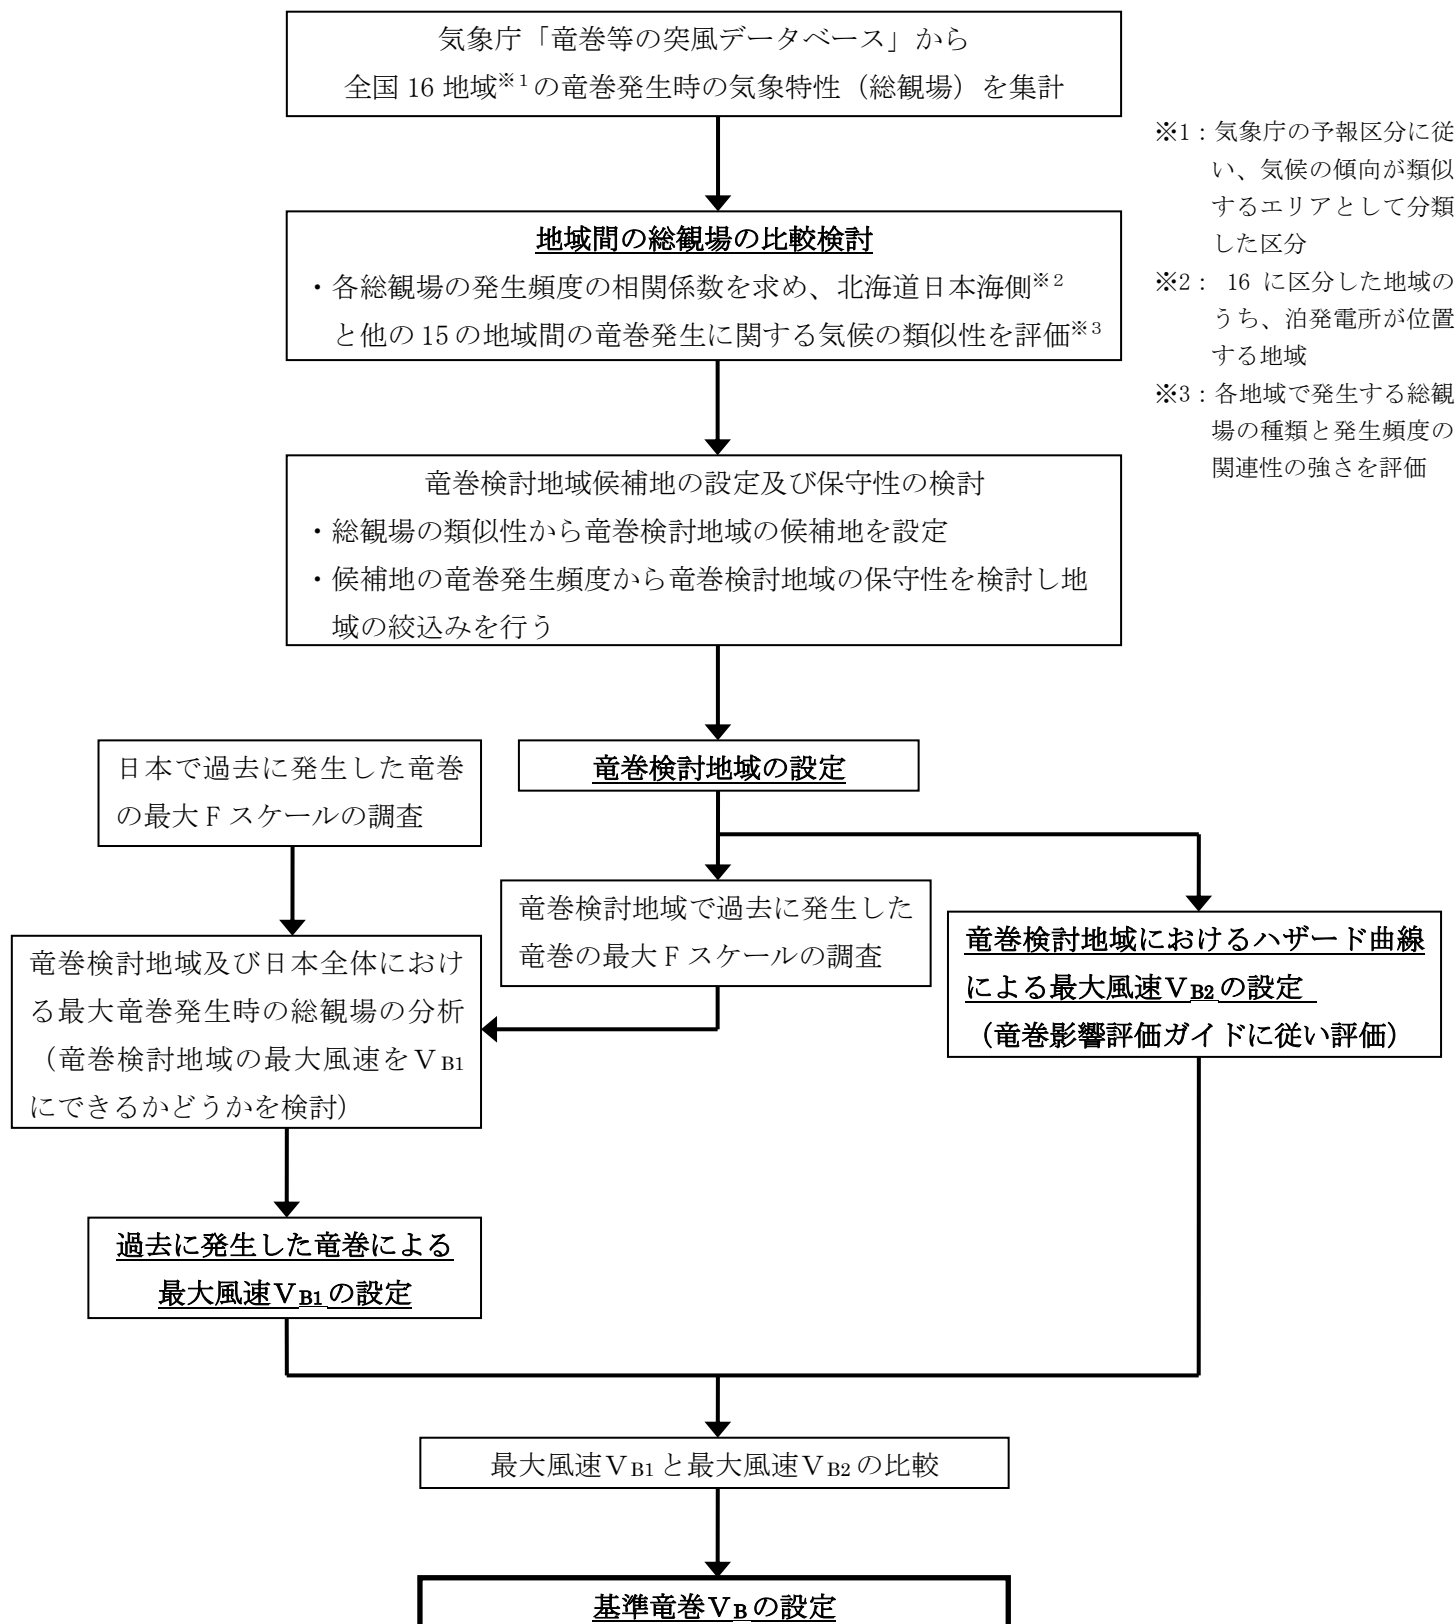 気象庁「竜巻等の突風データベース」から
全国 16 地域※1の竜巻発生時の気象特性（総観場）を集計
※1：気象庁の予報区分に従
い、気候の傾向が類似
するエリアとして分類
した区分
※2： 16 に区分した地域の
うち、泊発電所が位置
する地域
※3：各地域で発生する総観
場の種類と発生頻度の
関連性の強さを評価
地域間の総観場の比較検討
・各総観場の発生頻度の相関係数を求め、北海道日本海側※2
と他の 15 の地域間の竜巻発生に関する気候の類似性を評価※3
竜巻検討地域候補地の設定及び保守性の検討
・総観場の類似性から竜巻検討地域の候補地を設定
・候補地の竜巻発生頻度から竜巻検討地域の保守性を検討し地
域の絞込みを行う
日本で過去に発生した竜巻
の最大 F スケールの調査
竜巻検討地域の設定
竜巻検討地域で過去に発生した
竜巻の最大 F スケールの調査
竜巻検討地域におけるハザード曲線
による最大風速ＶB2 の設定
（竜巻影響評価ガイドに従い評価）
竜巻検討地域及び日本全体におけ
る最大竜巻発生時の総観場の分析
（竜巻検討地域の最大風速をＶB1
にできるかどうかを検討）
過去に発生した竜巻による
最大風速ＶB1 の設定
最大風速ＶB1 と最大風速ＶB2 の比較
基準竜巻ＶB の設定